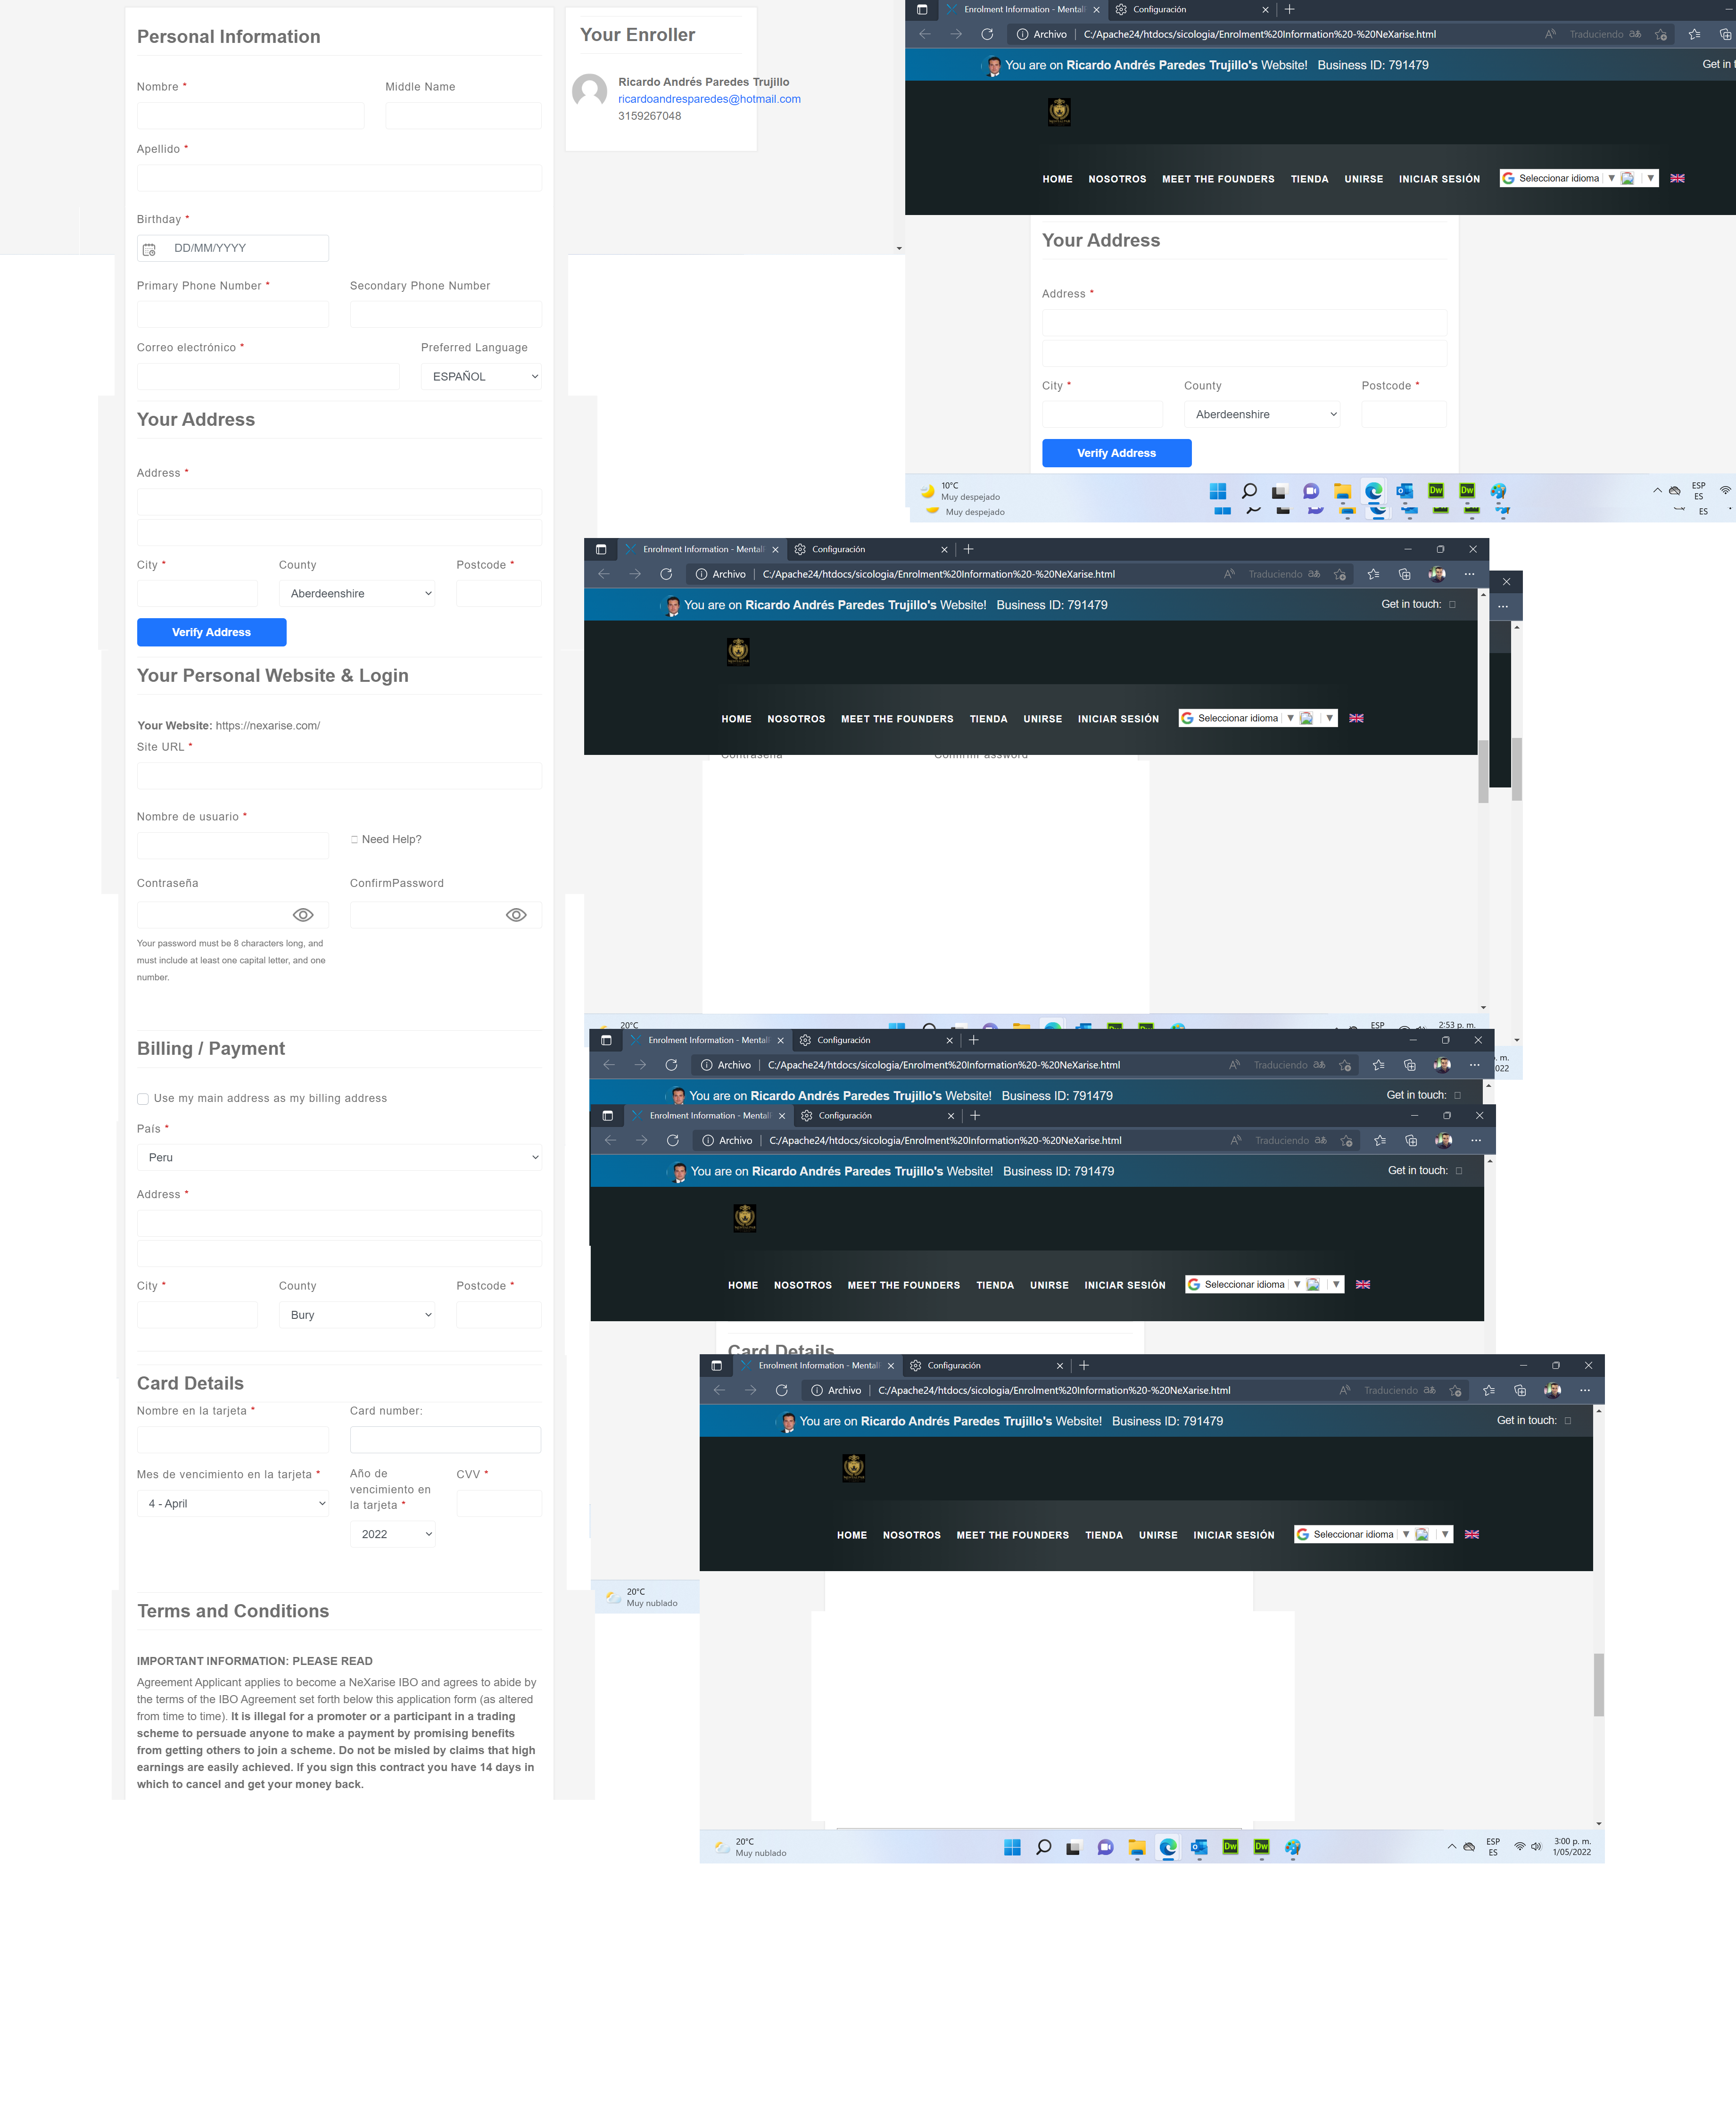 Personal Information
Nombre *
Middle Name
Apellido *
Birthday *
DD/MM/YYYY
Primary Phone Number *
Secondary Phone Number
Correo electrónico *
Preferred Language
ESPAÑOL
Your Address
Address *
City *
County
Postcode *
Aberdeenshire
Verify Address
Your Personal Website & Login
Your Website: https://nexarise.com/
Site URL *
Nombre de usuario *
Need Help?
Contraseña
ConfirmPassword
Your password must be 8 characters long, and
must include at least one capital letter, and one
number.
Billing / Payment
Use my main address as my billing address
País *
Peru
Address *
City *
County
Postcode *
Bury
Card Details
Nombre en la tarjeta *
Card number:
Mes de vencimiento en la tarjeta *
Año de
vencimiento en
la tarjeta *
CVV *
4 - April
2022
Terms and Conditions
IMPORTANT INFORMATION: PLEASE READ
Agreement Applicant applies to become a NeXarise IBO and agrees to abide by
the terms of the IBO Agreement set forth below this application form (as altered
from time to time). It is illegal for a promoter or a participant in a trading
scheme to persuade anyone to make a payment by promising benefits
from getting others to join a scheme. Do not be misled by claims that high
earnings are easily achieved. If you sign this contract you have 14 days in
which to cancel and get your money back.
Your Enroller
Ricardo Andrés Paredes Trujillo
ricardoandresparedes@hotmail.com
3159267048
Enrolment Information - Mentali
Configuración
Archivo C:/Apache24/htdocs/sicologia/Enrolment%20Information%20-%20NeXarise.html
Traduciendo
You are on Ricardo Andrés Paredes Trujillo's Website! Business ID: 791479
Get in t
HOME NOSOTROS MEET THE FOUNDERS TIENDA UNIRSE INICIAR SESIÓN Seleccionar idioma ▼ ▼
Your Address
Address *
City *
County
Postcode *
Aberdeenshire
Verify Address
10°C
Muy despejado
ESP
ES
Dw Dw
Muy despejado
ES
Enrolment Information - Mentali
Configuración
Archivo C:/Apache24/htdocs/sicologia/Enrolment%20Information%20-%20NeXarise.html
Traduciendo
You are on Ricardo Andrés Paredes Trujillo's Website! Business ID: 791479
Get in touch:
HOME NOSOTROS MEET THE FOUNDERS TIENDA UNIRSE INICIAR SESIÓN Seleccionar idioma ▼ ▼
Contraseña
ConfirmPassword
20°C
ESP
2:53 p. m.
. m.
022
Enrolment Information - Mentali
Configuración
Archivo C:/Apache24/htdocs/sicologia/Enrolment%20Information%20-%20NeXarise.html
Traduciendo
You are on Ricardo Andrés Paredes Trujillo's Website! Business ID: 791479
Get in touch:
Enrolment Information - Mentali
Configuración
Archivo C:/Apache24/htdocs/sicologia/Enrolment%20Information%20-%20NeXarise.html
Traduciendo
You are on Ricardo Andrés Paredes Trujillo's Website! Business ID: 791479
Get in touch:
HOME NOSOTROS MEET THE FOUNDERS TIENDA UNIRSE INICIAR SESIÓN Seleccionar idioma ▼ ▼
Card Details
20°C
Muy nublado
Enrolment Information - Mentali
Configuración
Archivo C:/Apache24/htdocs/sicologia/Enrolment%20Information%20-%20NeXarise.html
Traduciendo
You are on Ricardo Andrés Paredes Trujillo's Website! Business ID: 791479
Get in touch:
HOME NOSOTROS MEET THE FOUNDERS TIENDA UNIRSE INICIAR SESIÓN Seleccionar idioma ▼ ▼
20°C
Muy nublado
Dw Dw
ESP
ES
3:00 p. m.
1/05/2022